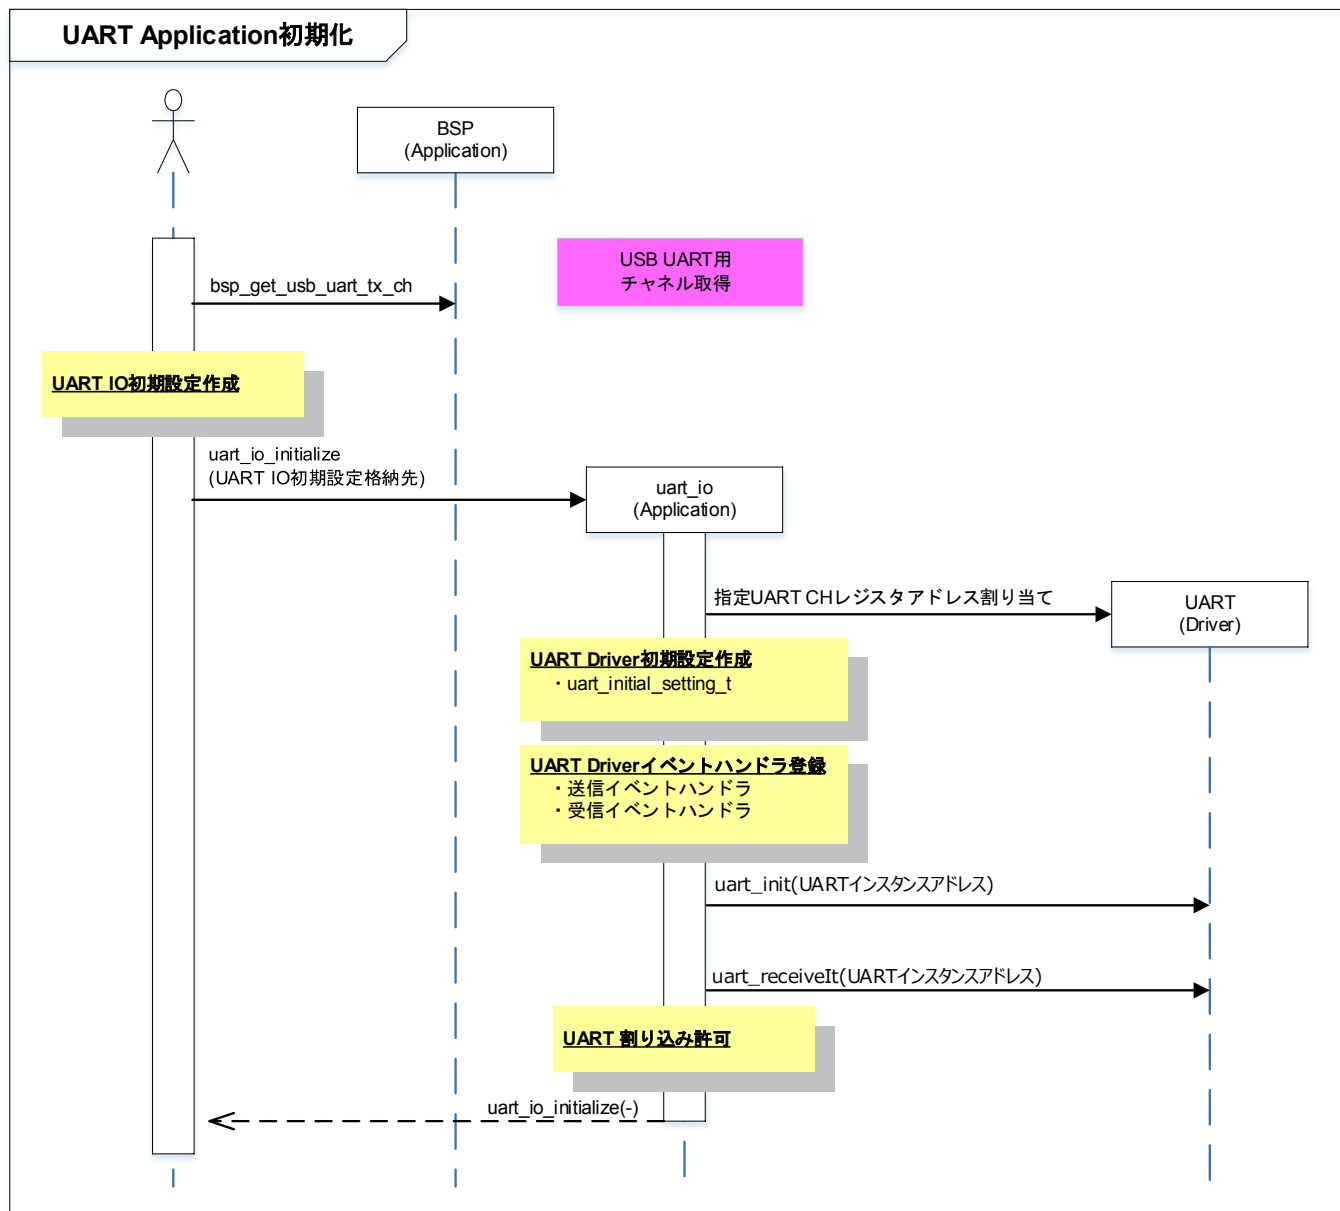 UART Application初期化
BSP
(Application)
USB UART用
チャネル取得
bsp_get_usb_uart_tx_ch
UART IO初期設定作成
uart_io_initialize
(UART IO初期設定格納先)
uart_io
(Application)
指定UART CHレジスタアドレス割り当て
UART
(Driver)
UART Driver初期設定作成
・uart_initial_setting_t
UART Driverイベントハンドラ登録
・送信イベントハンドラ
・受信イベントハンドラ
uart_init(UARTインスタンスアドレス)
uart_receiveIt(UARTインスタンスアドレス)
UART 割り込み許可
uart_io_initialize(-)